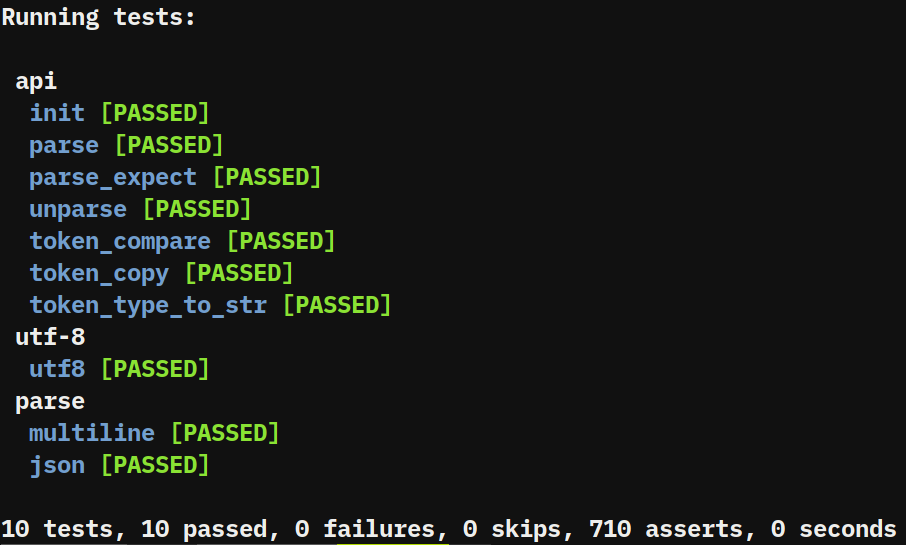 Running tests:
api
init [PASSED]
parse [PASSED]
parse_expect [PASSED]
unparse [PASSED]
token_compare [PASSED]
token_copy [PASSED]
token_type_to_str [PASSED]
utf-8
utf8 [PASSED]
parse
multiline [PASSED]
json [PASSED]
10 tests, 10 passed, 0 failures, 0 skips, 710 asserts, 0 seconds